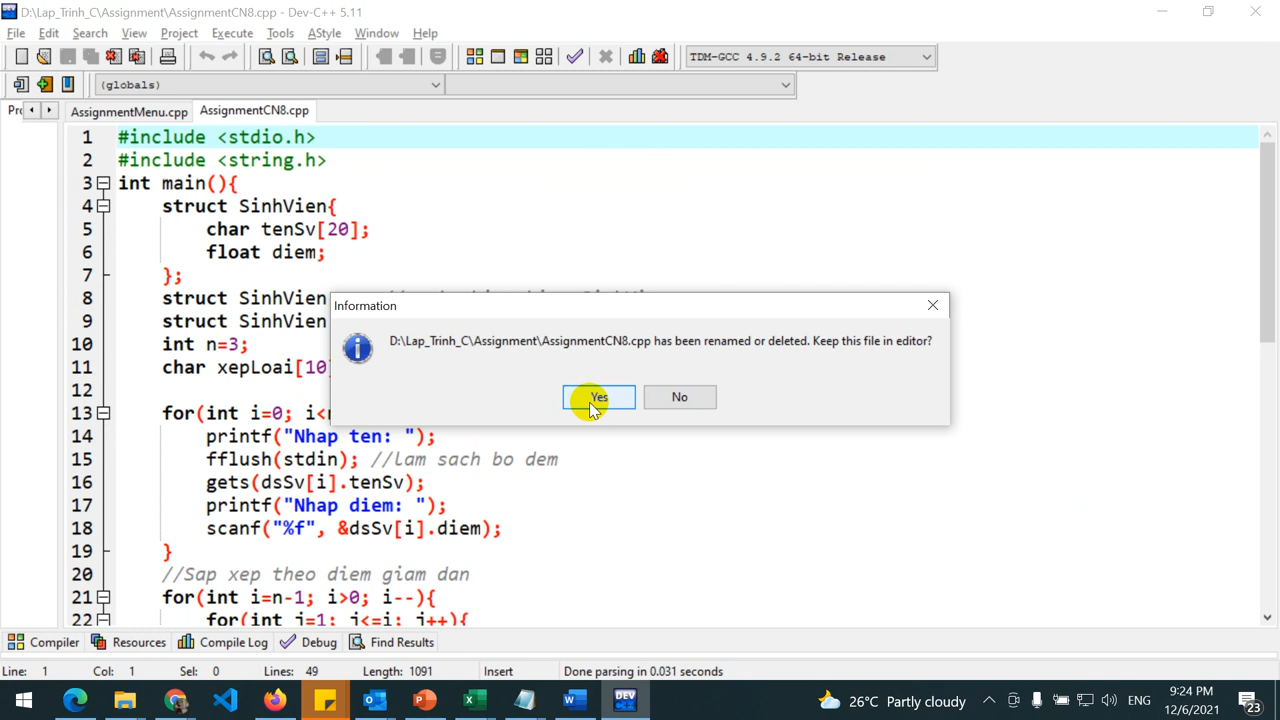 D:\Lap_Trinh_C\Assignment\AssignmentCN8.cpp - Dev-C++ 5.11
File Edit Search View Project Execute Tools AStyle Window Help
TDM-GCC 4.9.2 64-bit Release
(globals)
AssignmentMenu.cpp AssignmentCN8.cpp
1 #include <stdio.h>
2 #include <string.h>
3 int main(){
4 struct SinhVien{
5 char tenSv[20];
6 float diem;
7 };
8 struct SinhVien
9 struct SinhVien
10 int n=3;
11 char xepLoai[10]
12
13 for(int i=0; i<n
14 printf("Nhap ten: ");
15 fflush(stdin); //lam sach bo dem
16 gets(dsSv[i].tenSv);
17 printf("Nhap diem: ");
18 scanf("%f", &dsSv[i].diem);
19 }
20 //Sap xep theo diem giam dan
21 for(int i=n-1; i>0; i--){
22 for(int j=1; j<=i; j++){
Information
D:\Lap_Trinh_C\Assignment\AssignmentCN8.cpp has been renamed or deleted. Keep this file in editor?
Yes No
Compiler Resources Compile Log Debug Find Results
Line: 1 Col: 1 Sel: 0 Lines: 49 Length: 1091 Insert Done parsing in 0.031 seconds
DEV
26°C Partly cloudy ENG 9:24 PM
12/6/2021 23